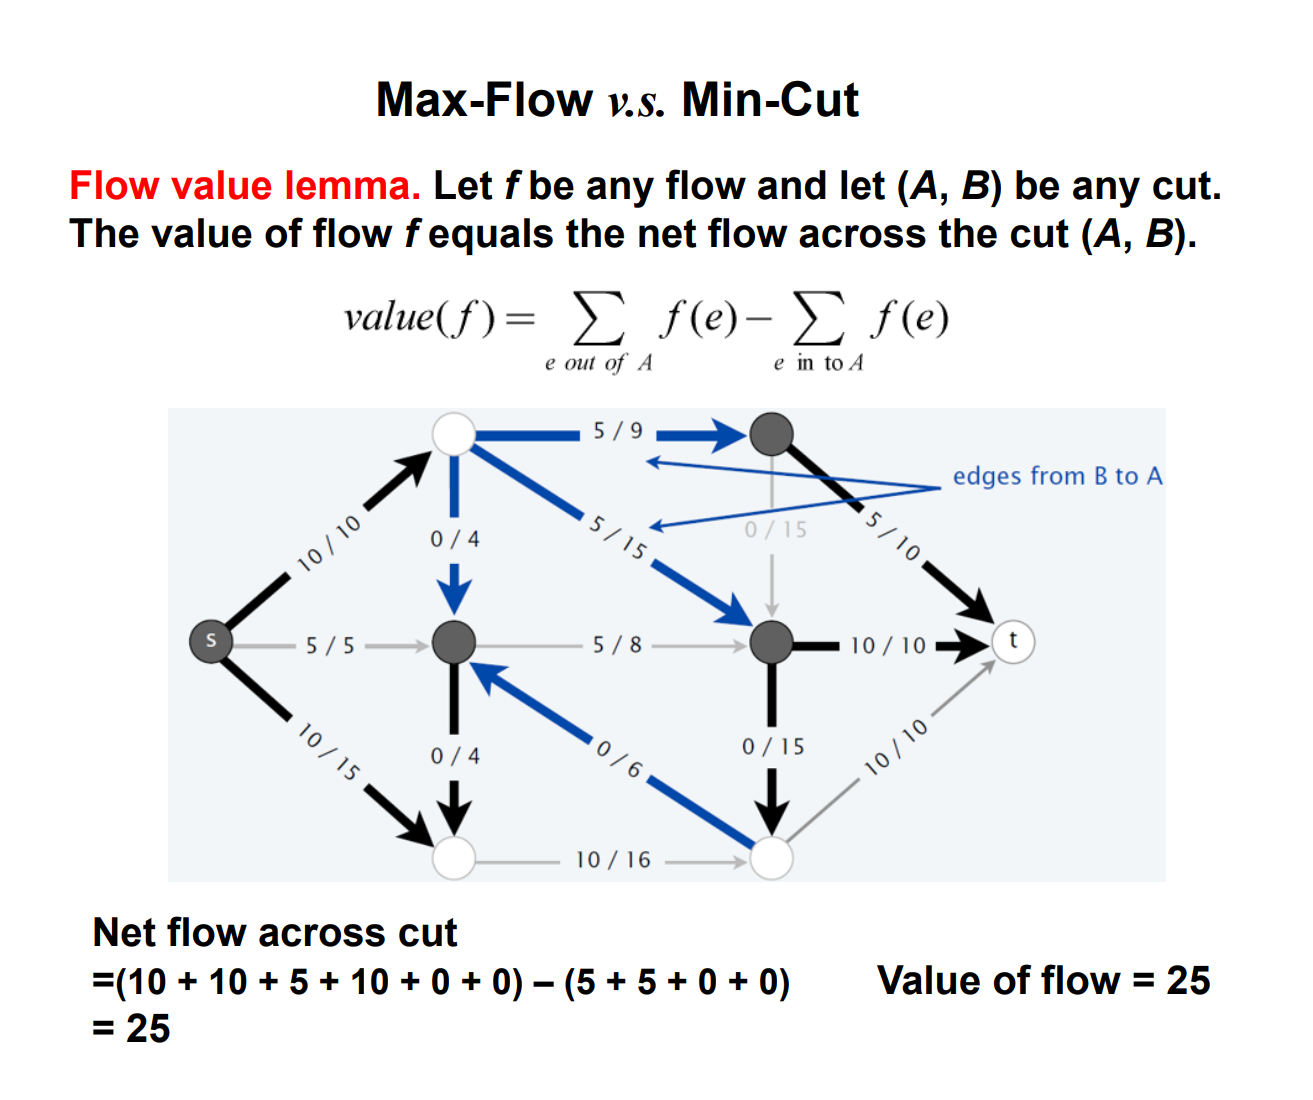 Max-Flow v.s. Min-Cut
Flow value lemma. Let f be any flow and let (A, B) be any cut.
The value of flow f equals the net flow across the cut (A, B).
value(f) = ∑ f(e) − ∑ f(e)
e out of A e in to A
5 / 9
edges from B to A
10 / 10
0 / 4
5 / 15
0 / 15
5 / 10
s
5 / 5
5 / 8
10 / 10
t
10 / 15
0 / 4
0 / 6
0 / 15
10 / 10
10 / 16
Net flow across cut
=(10 + 10 + 5 + 10 + 0 + 0) – (5 + 5 + 0 + 0)
= 25
Value of flow = 25